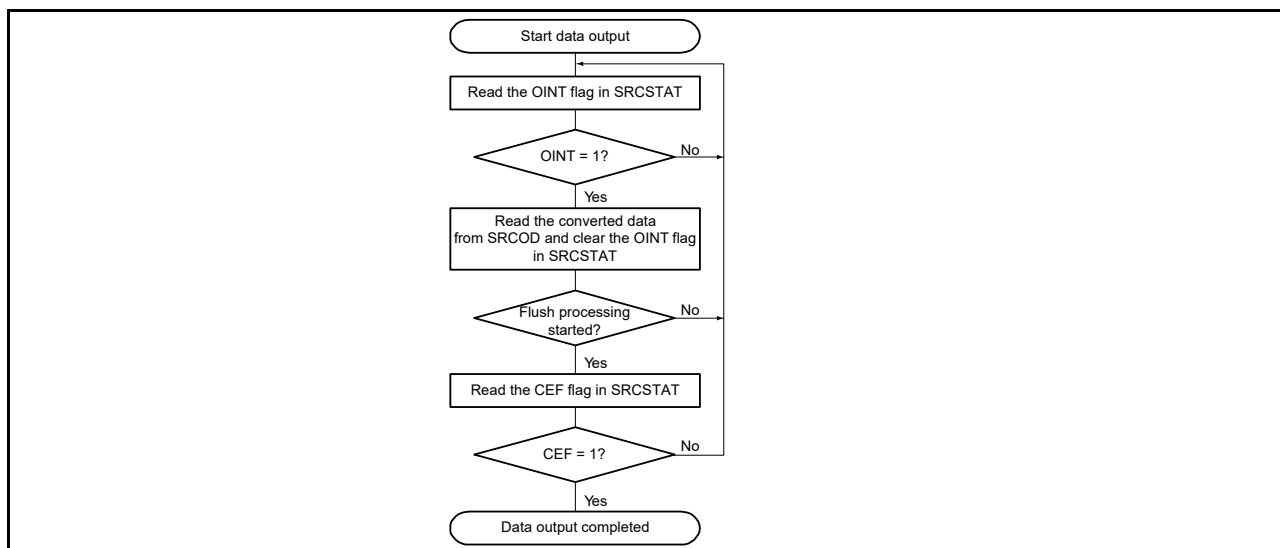 Start data output
Read the OINT flag in SRCSTAT
OINT = 1?
No
Yes
Read the converted data
from SRCOD and clear the OINT flag
in SRCSTAT
Flush processing
started?
No
Yes
Read the CEF flag in SRCSTAT
CEF = 1?
No
Yes
Data output completed